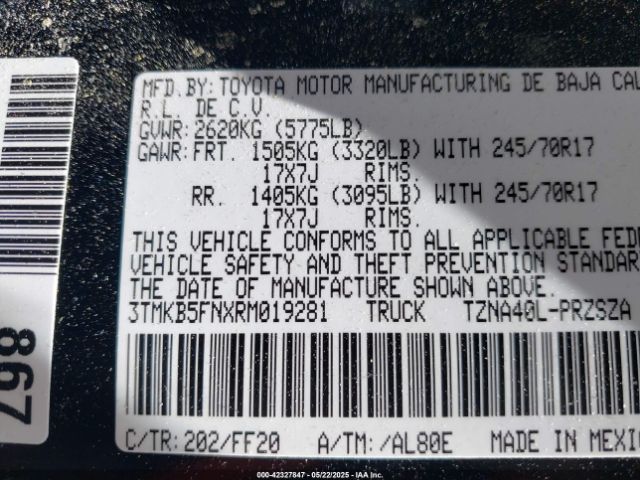 MFD.BY: TOYOTA MOTOR MANUFACTURING DE BAJA CAL
R.L. DE C.V.
GVWR: 2620KG (5775LB)
GAWR: FRT. 1505KG (3320LB) WITH 245/70R17
17X7J RIMS.
RR. 1405KG (3095LB) WITH 245/70R17
17X7J RIMS.
THIS VEHICLE CONFORMS TO ALL APPLICABLE FEDE
VEHICLE SAFETY AND THEFT PREVENTION STANDAR
THE DATE OF MANUFACTURE SHOWN ABOVE.
3TMKB5FNXRM019281 TRUCK TZNA40L-PRZSZA
C/TR: 202/FF20 A/TM: /AL80E MADE IN MEXI
867
000-42327847 - 05/22/2025 - IAA Inc.